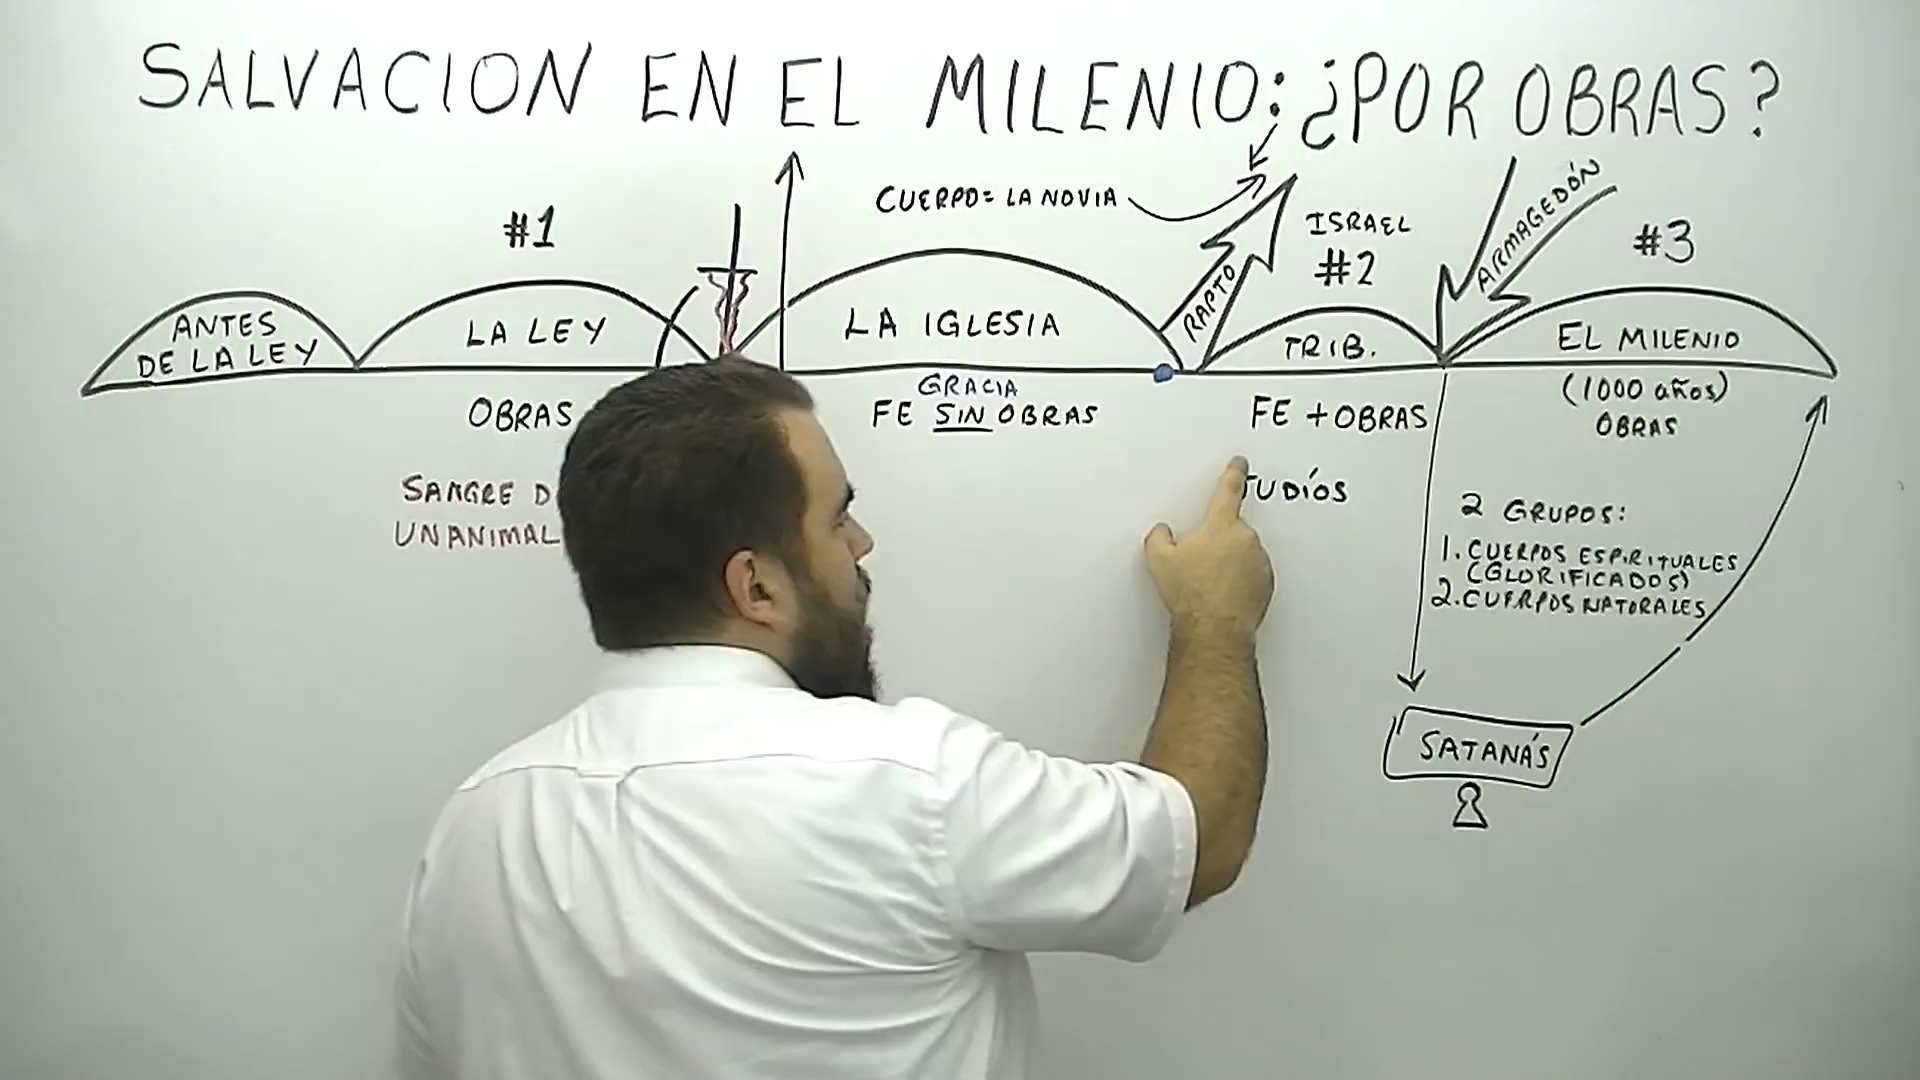 SALVACION EN EL MILENIO: ¿POR OBRAS?
CUERPO = LA NOVIA
#1
ISRAEL
#2
ARMAGEDÓN
#3
ANTES
DE LA LEY
LA LEY
LA IGLESIA
RAPTO
TRIB.
EL MILENIO
OBRAS
GRACIA
FE SIN OBRAS
FE + OBRAS
(1000 años)
OBRAS
SANGRE D
UN ANIMAL
JUDÍOS
2 GRUPOS:
1. CUERPOS ESPIRITUALES
(GLORIFICADOS)
2. CUERPOS NATURALES
SATANÁS